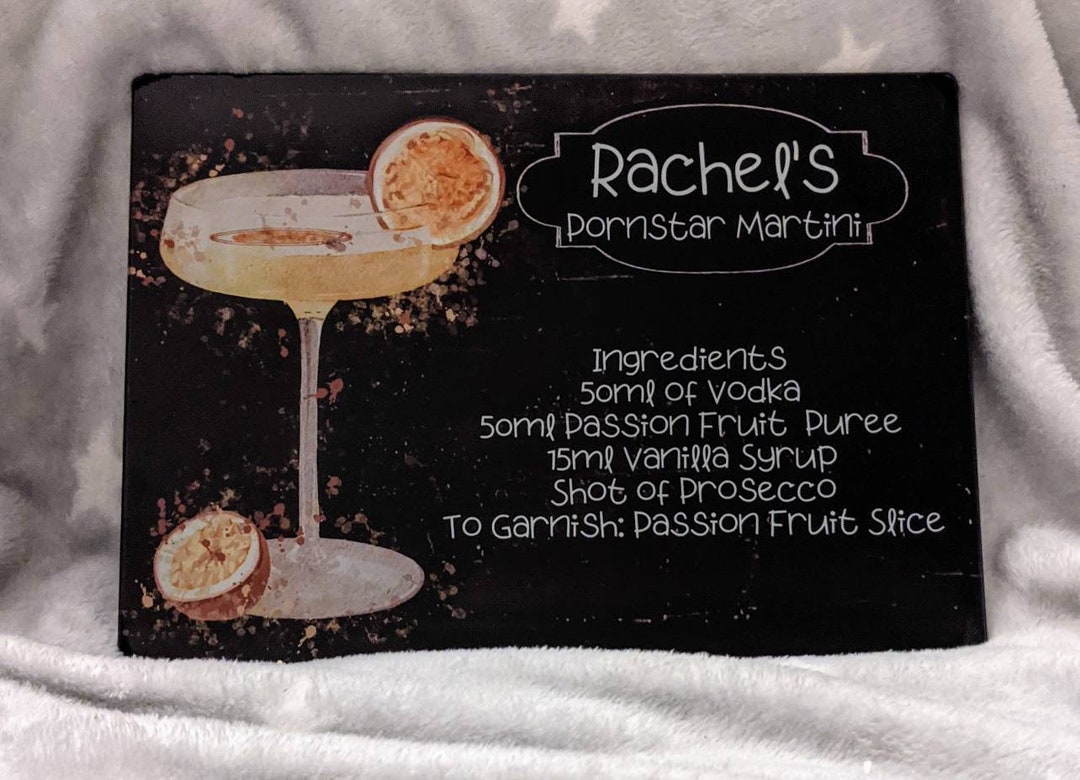 Rachel's
Pornstar Martini
Ingredients
50ml of Vodka
50ml Passion Fruit Puree
15ml Vanilla Syrup
Shot of Prosecco
To Garnish: Passion Fruit Slice